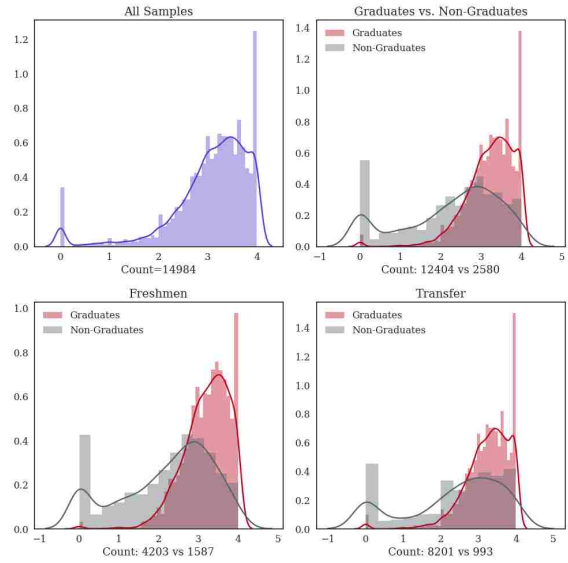 All Samples
1.2
1.0
0.8
0.6
0.4
0.2
0.0
0 1 2 3 4
Count=14984
Graduates vs. Non-Graduates
Graduates
Non-Graduates
1.4
1.2
1.0
0.8
0.6
0.4
0.2
0.0
−1 0 1 2 3 4 5
Count: 12404 vs 2580
Freshmen
Graduates
Non-Graduates
1.0
0.8
0.6
0.4
0.2
0.0
−1 0 1 2 3 4 5
Count: 4203 vs 1587
Transfer
Graduates
Non-Graduates
1.4
1.2
1.0
0.8
0.6
0.4
0.2
0.0
−1 0 1 2 3 4 5
Count: 8201 vs 993